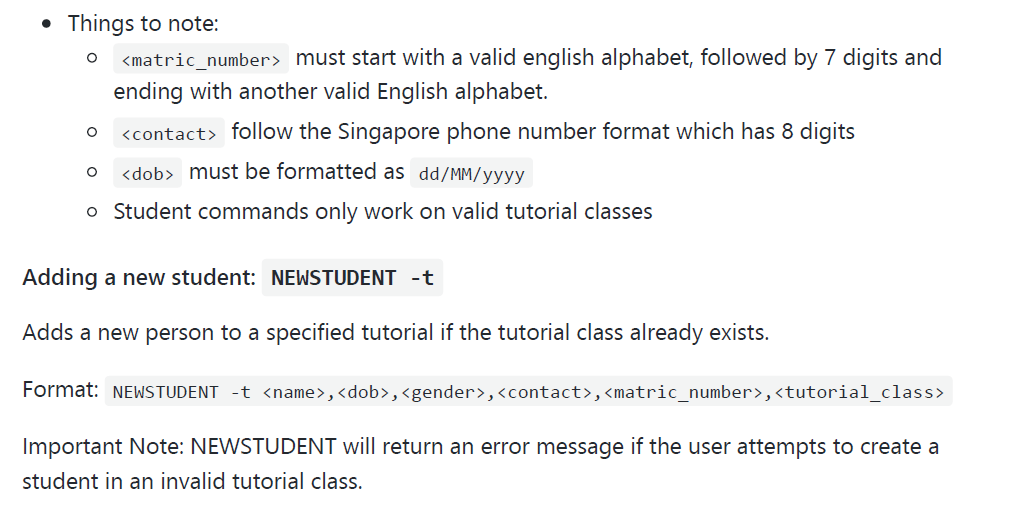 Things to note:
<matric_number> must start with a valid english alphabet, followed by 7 digits and
ending with another valid English alphabet.
<contact> follow the Singapore phone number format which has 8 digits
<dob> must be formatted as dd/MM/yyyy
Student commands only work on valid tutorial classes
Adding a new student: NEWSTUDENT -t
Adds a new person to a specified tutorial if the tutorial class already exists.
Format: NEWSTUDENT -t <name>,<dob>,<gender>,<contact>,<matric_number>,<tutorial_class>
Important Note: NEWSTUDENT will return an error message if the user attempts to create a
student in an invalid tutorial class.